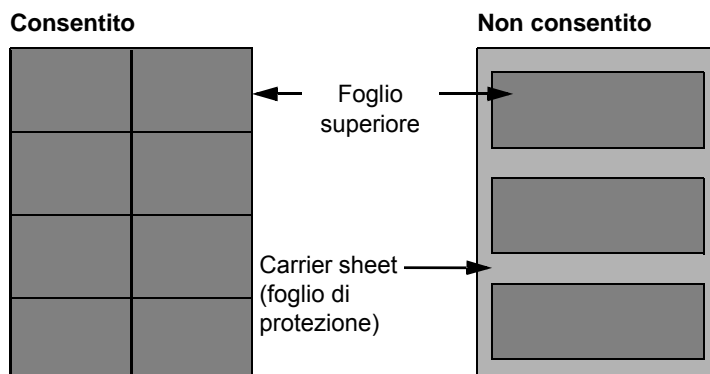 Consentito
Non consentito
Foglio
superiore
Carrier sheet
(foglio di
protezione)